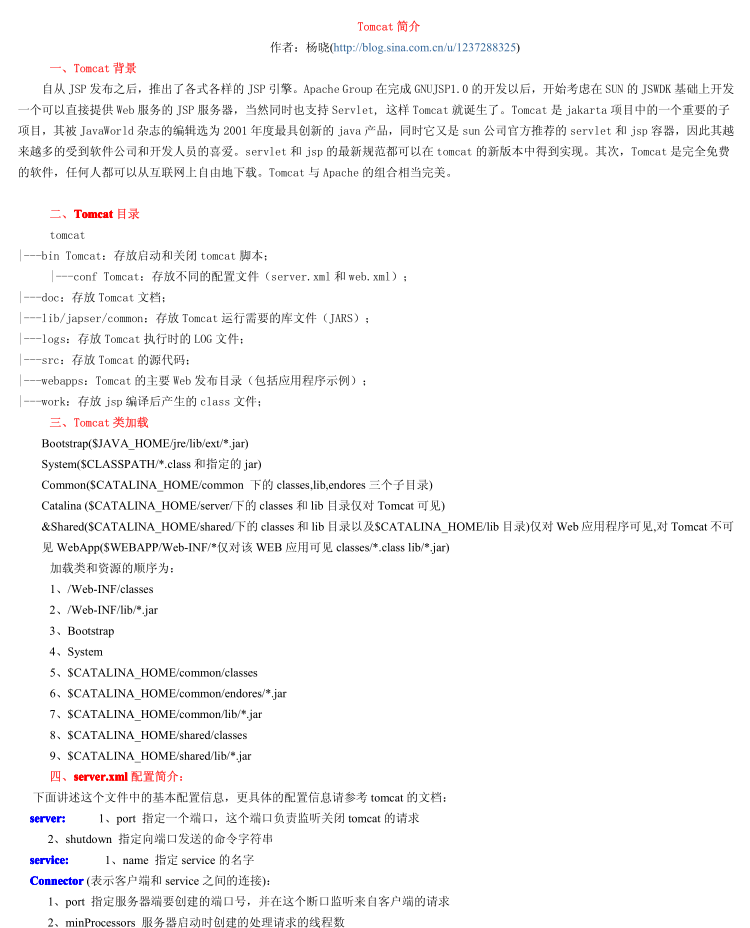 Tomcat 简介
作者：杨晓(http://blog.sina.com.cn/u/1237288325)
一、Tomcat 背景
自从 JSP 发布之后，推出了各式各样的 JSP 引擎。Apache Group 在完成 GNUJSP1.0 的开发以后，开始考虑在 SUN 的 JSWDK 基础上开发
一个可以直接提供 Web 服务的 JSP 服务器，当然同时也支持 Servlet, 这样 Tomcat 就诞生了。Tomcat 是 jakarta 项目中的一个重要的子
项目，其被 JavaWorld 杂志的编辑选为 2001 年度最具创新的 java 产品，同时它又是 sun 公司官方推荐的 servlet 和 jsp 容器，因此其越
来越多的受到软件公司和开发人员的喜爱。servlet 和 jsp 的最新规范都可以在 tomcat 的新版本中得到实现。其次，Tomcat 是完全免费
的软件，任何人都可以从互联网上自由地下载。Tomcat 与 Apache 的组合相当完美。
二、Tomcat 目录
tomcat
|---bin Tomcat：存放启动和关闭 tomcat 脚本；
|---conf Tomcat：存放不同的配置文件（server.xml 和 web.xml）；
|---doc：存放 Tomcat 文档；
|---lib/japser/common：存放 Tomcat 运行需要的库文件（JARS）；
|---logs：存放 Tomcat 执行时的 LOG 文件；
|---src：存放 Tomcat 的源代码；
|---webapps：Tomcat 的主要 Web 发布目录（包括应用程序示例）；
|---work：存放 jsp 编译后产生的 class 文件；
三、Tomcat 类加载
Bootstrap($JAVA_HOME/jre/lib/ext/*.jar)
System($CLASSPATH/*.class 和指定的 jar)
Common($CATALINA_HOME/common 下的 classes,lib,endores 三个子目录)
Catalina ($CATALINA_HOME/server/下的 classes 和 lib 目录仅对 Tomcat 可见)
&Shared($CATALINA_HOME/shared/下的 classes 和 lib 目录以及$CATALINA_HOME/lib 目录)仅对 Web 应用程序可见,对 Tomcat 不可
见 WebApp($WEBAPP/Web-INF/*仅对该 WEB 应用可见 classes/*.class lib/*.jar)
加载类和资源的顺序为：
1、/Web-INF/classes
2、/Web-INF/lib/*.jar
3、Bootstrap
4、System
5、$CATALINA_HOME/common/classes
6、$CATALINA_HOME/common/endores/*.jar
7、$CATALINA_HOME/common/lib/*.jar
8、$CATALINA_HOME/shared/classes
9、$CATALINA_HOME/shared/lib/*.jar
四、server.xml 配置简介：
下面讲述这个文件中的基本配置信息，更具体的配置信息请参考 tomcat 的文档：
server: 1、port 指定一个端口，这个端口负责监听关闭 tomcat 的请求
2、shutdown 指定向端口发送的命令字符串
service: 1、name 指定 service 的名字
Connector (表示客户端和 service 之间的连接)：
1、port 指定服务器端要创建的端口号，并在这个断口监听来自客户端的请求
2、minProcessors 服务器启动时创建的处理请求的线程数